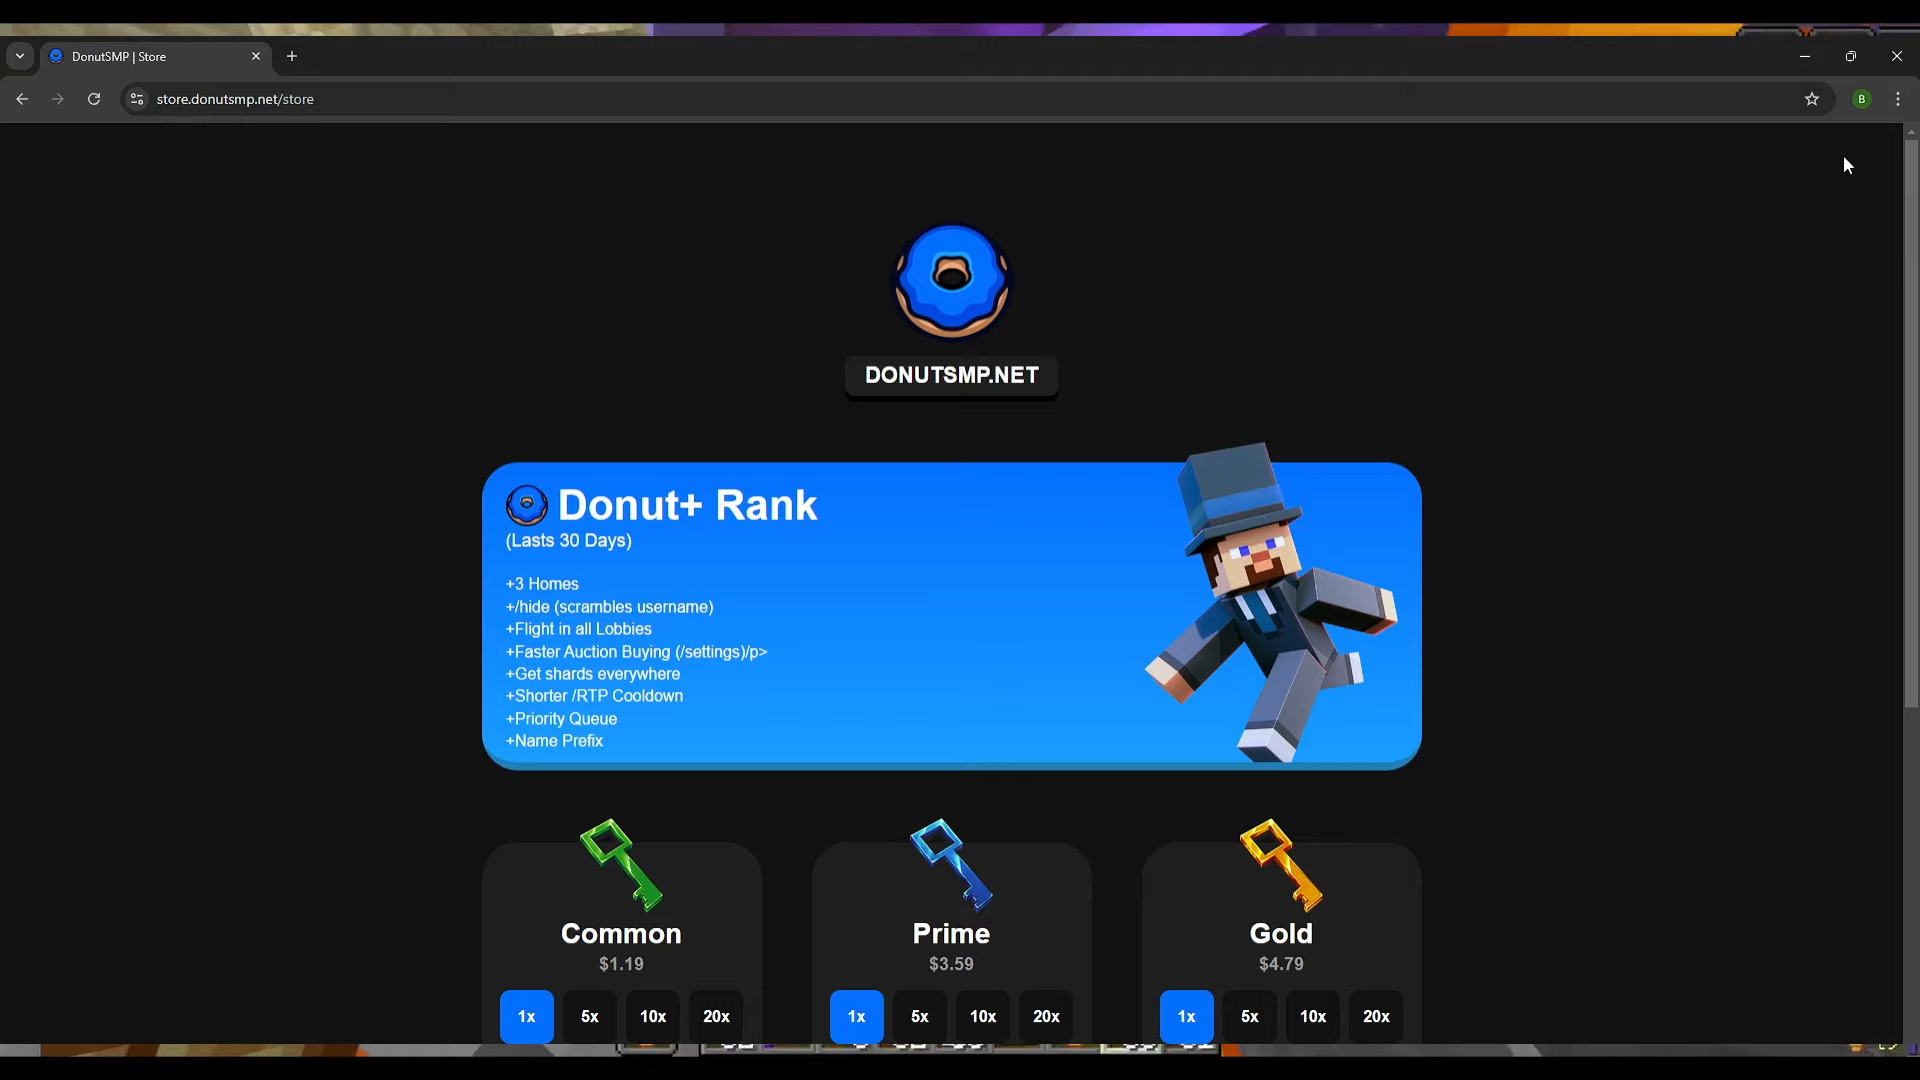 DonutSMP | Store
store.donutsmp.net/store
B
DONUTSMP.NET
Donut+ Rank
(Lasts 30 Days)
+3 Homes
+/hide (scrambles username)
+Flight in all Lobbies
+Faster Auction Buying (/settings)/p>
+Get shards everywhere
+Shorter /RTP Cooldown
+Priority Queue
+Name Prefix
Common Prime Gold
$1.19 $3.59 $4.79
1x 5x 10x 20x 1x 5x 10x 20x 1x 5x 10x 20x